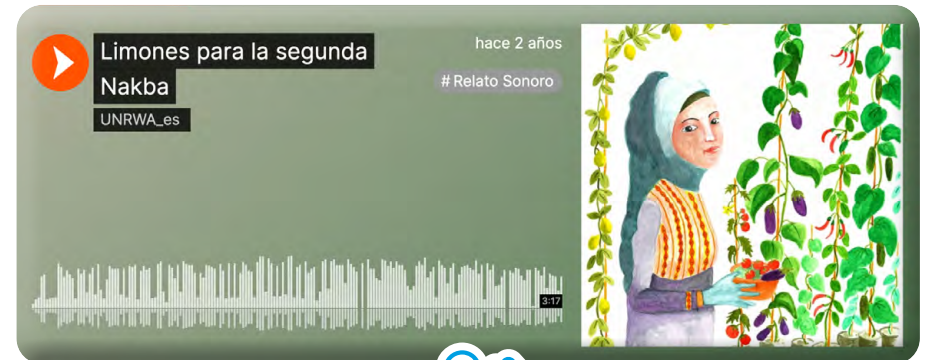 Limones para la segunda
Nakba
UNRWA_es
hace 2 años
# Relato Sonoro
3:17